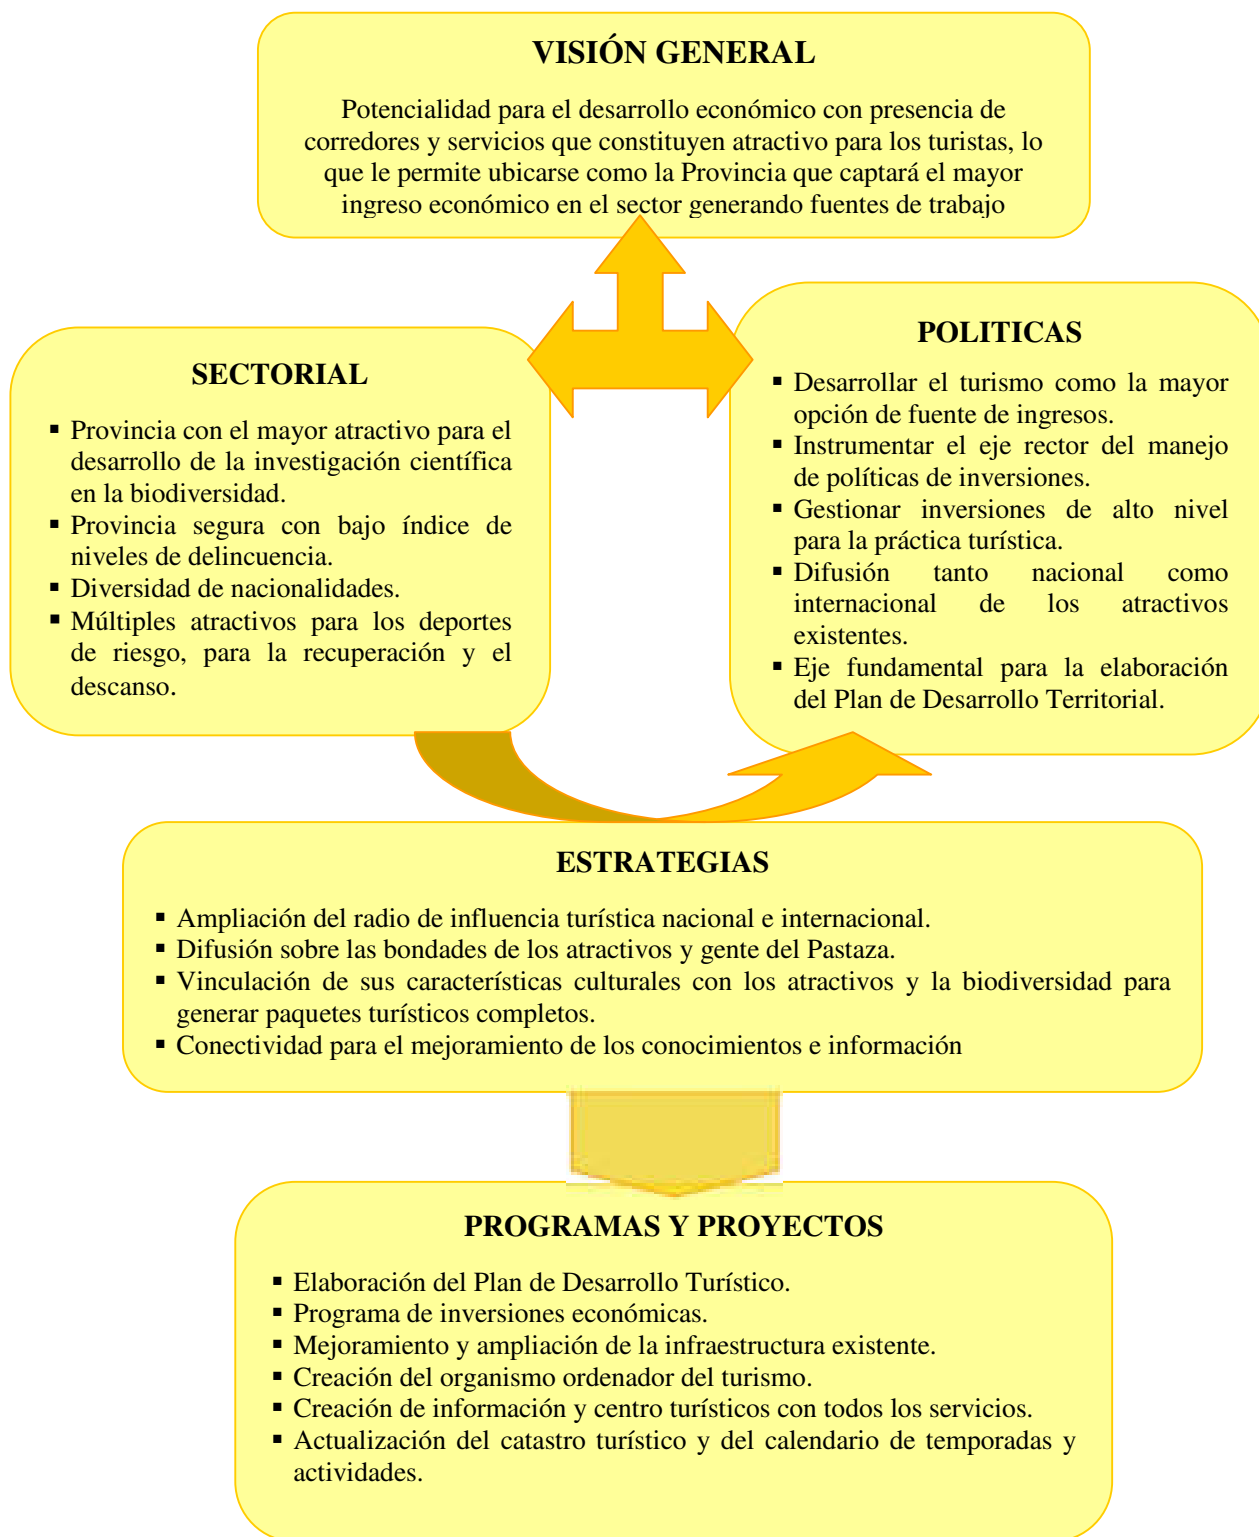 VISIÓN GENERAL
Potencialidad para el desarrollo económico con presencia de
corredores y servicios que constituyen atractivo para los turistas, lo
que le permite ubicarse como la Provincia que captará el mayor
ingreso económico en el sector generando fuentes de trabajo
SECTORIAL
▪ Provincia con el mayor atractivo para el
desarrollo de la investigación científica
en la biodiversidad.
▪ Provincia segura con bajo índice de
niveles de delincuencia.
▪ Diversidad de nacionalidades.
▪ Múltiples atractivos para los deportes
de riesgo, para la recuperación y el
descanso.
POLITICAS
▪ Desarrollar el turismo como la mayor
opción de fuente de ingresos.
▪ Instrumentar el eje rector del manejo
de políticas de inversiones.
▪ Gestionar inversiones de alto nivel
para la práctica turística.
▪ Difusión tanto nacional como
internacional de los atractivos
existentes.
▪ Eje fundamental para la elaboración
del Plan de Desarrollo Territorial.
ESTRATEGIAS
▪ Ampliación del radio de influencia turística nacional e internacional.
▪ Difusión sobre las bondades de los atractivos y gente del Pastaza.
▪ Vinculación de sus características culturales con los atractivos y la biodiversidad para
generar paquetes turísticos completos.
▪ Conectividad para el mejoramiento de los conocimientos e información
PROGRAMAS Y PROYECTOS
▪ Elaboración del Plan de Desarrollo Turístico.
▪ Programa de inversiones económicas.
▪ Mejoramiento y ampliación de la infraestructura existente.
▪ Creación del organismo ordenador del turismo.
▪ Creación de información y centro turísticos con todos los servicios.
▪ Actualización del catastro turístico y del calendario de temporadas y
actividades.